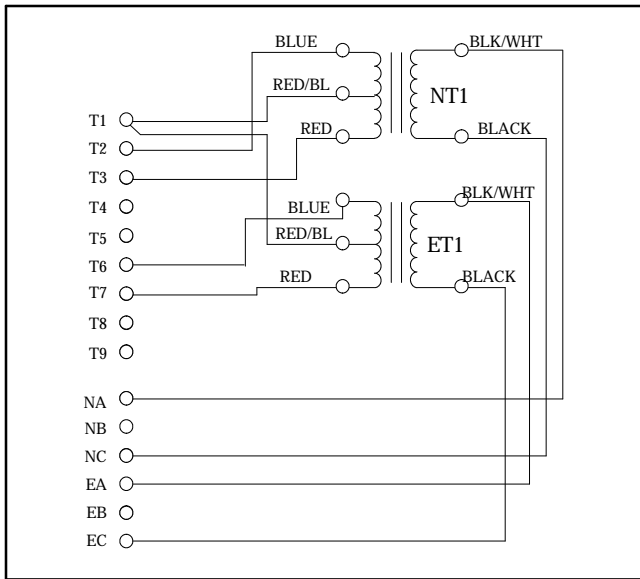 BLUE
BLK/WHT
RED/BL
NT1
T1
RED
BLACK
T2
T3
BLK/WHT
T4
BLUE
T5
RED/BL
ET1
T6
RED
BLACK
T7
T8
T9
NA
NB
NC
EA
EB
EC